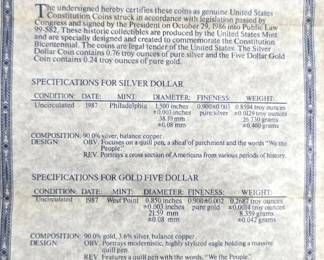 The undersigned hereby certifies these coins as genuine United States
Constitution Coins struck in accordance with legislation passed by
Congress and signed by the President on October 29, 1986 into Public Law
99-582. These historic collectibles are produced by the United States Mint
and are specially designed and created to commemorate the Constitution
Bicentennial. The coins are legal tender of the United States. The Silver
Dollar Coin contains 0.76 troy ounces of pure silver and the Five Dollar Gold
Coin contains 0.24 troy ounces of pure gold.
SPECIFICATIONS FOR SILVER DOLLAR
CONDITION: DATE: MINT: DIAMETER: FINENESS: WEIGHT:
Uncirculated 1987 Philadelphia 1.500 inches 0.900±0.003 0.8594 troy ounces
±0.003 inches pure silver ±0.0129 troy ounces
38.10 mm 26.730 grams
±0.08 mm ±0.400 grams
COMPOSITION: 90.0% silver, balance copper.
DESIGN OBV. Focuses on a quill pen, a sheaf of parchment and the words "We the
People".
REV. Portrays a cross section of Americans from various periods of history.
SPECIFICATIONS FOR GOLD FIVE DOLLAR
CONDITION: DATE: MINT: DIAMETER: FINENESS: WEIGHT:
Uncirculated 1987 West Point 0.850 inches 0.900±0.002 0.2687 troy ounces
±0.003 inches pure gold ±0.0014 troy ounces
21.59 mm 8.359 grams
±0.08 mm ±0.042 grams
COMPOSITION: 90.0% gold, 3.6% silver, balance copper.
DESIGN OBV. Portrays modernistic, highly stylized eagle holding a massive
quill pen.
REV. Features a quill pen with the words, "We the People".